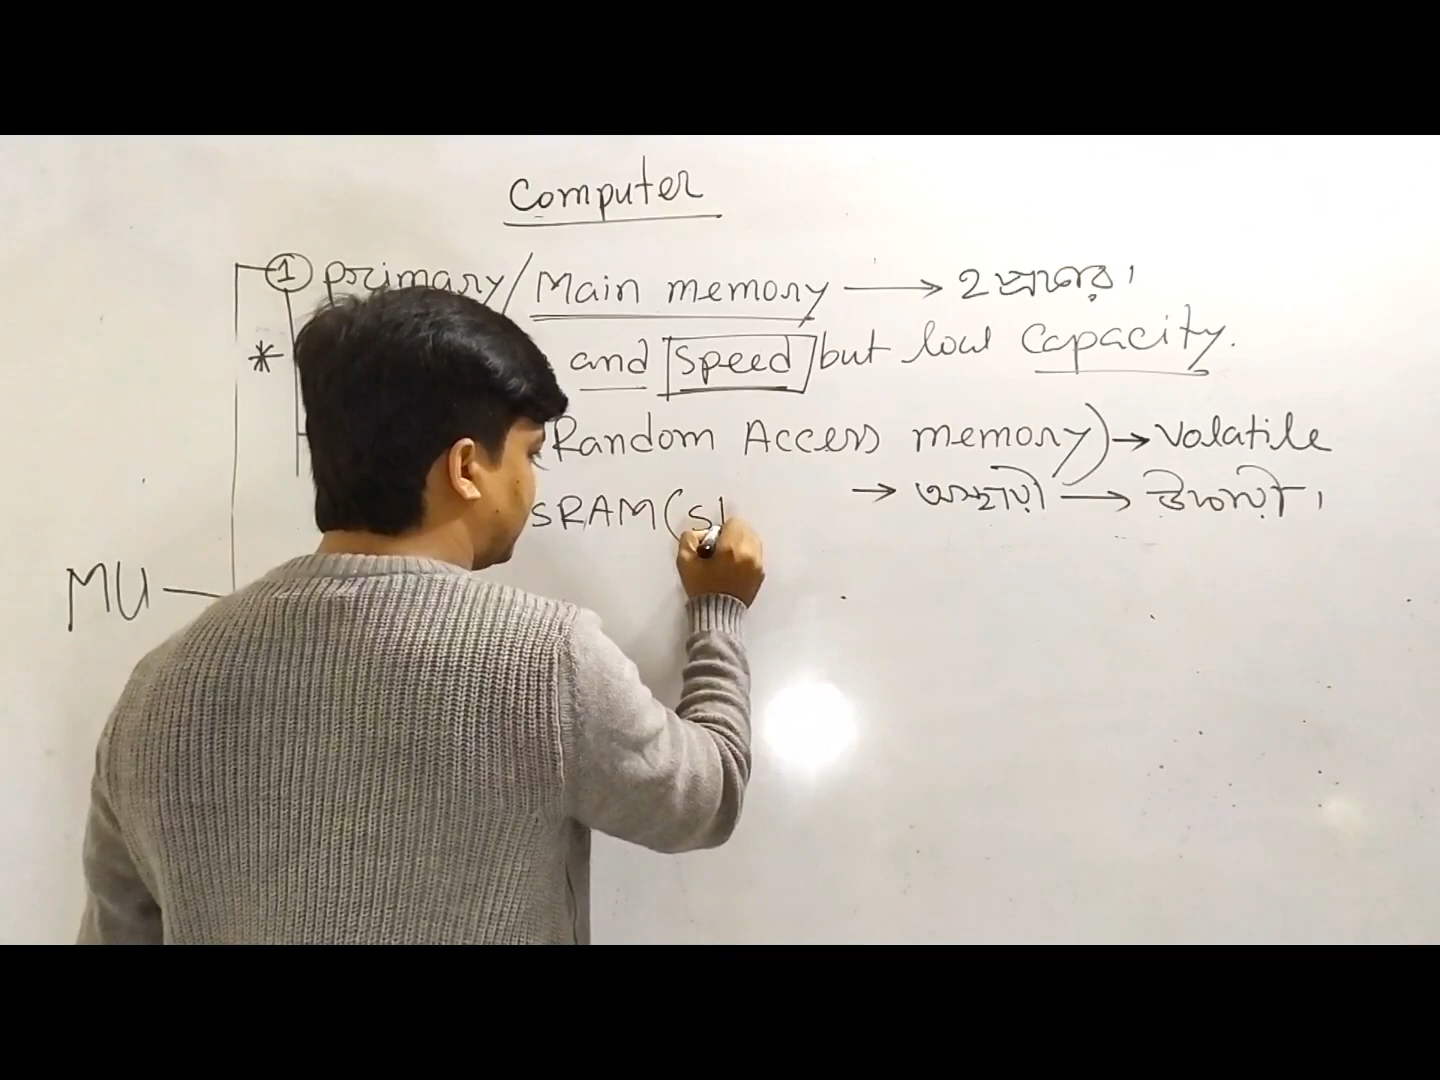 Computer
① primary/Main memory → 2 প্রকার।
* and speed but low capacity.
Random Access memory) → volatile
→ অস্থায়ী → উদ্বায়ী।
SRAM (S
MU